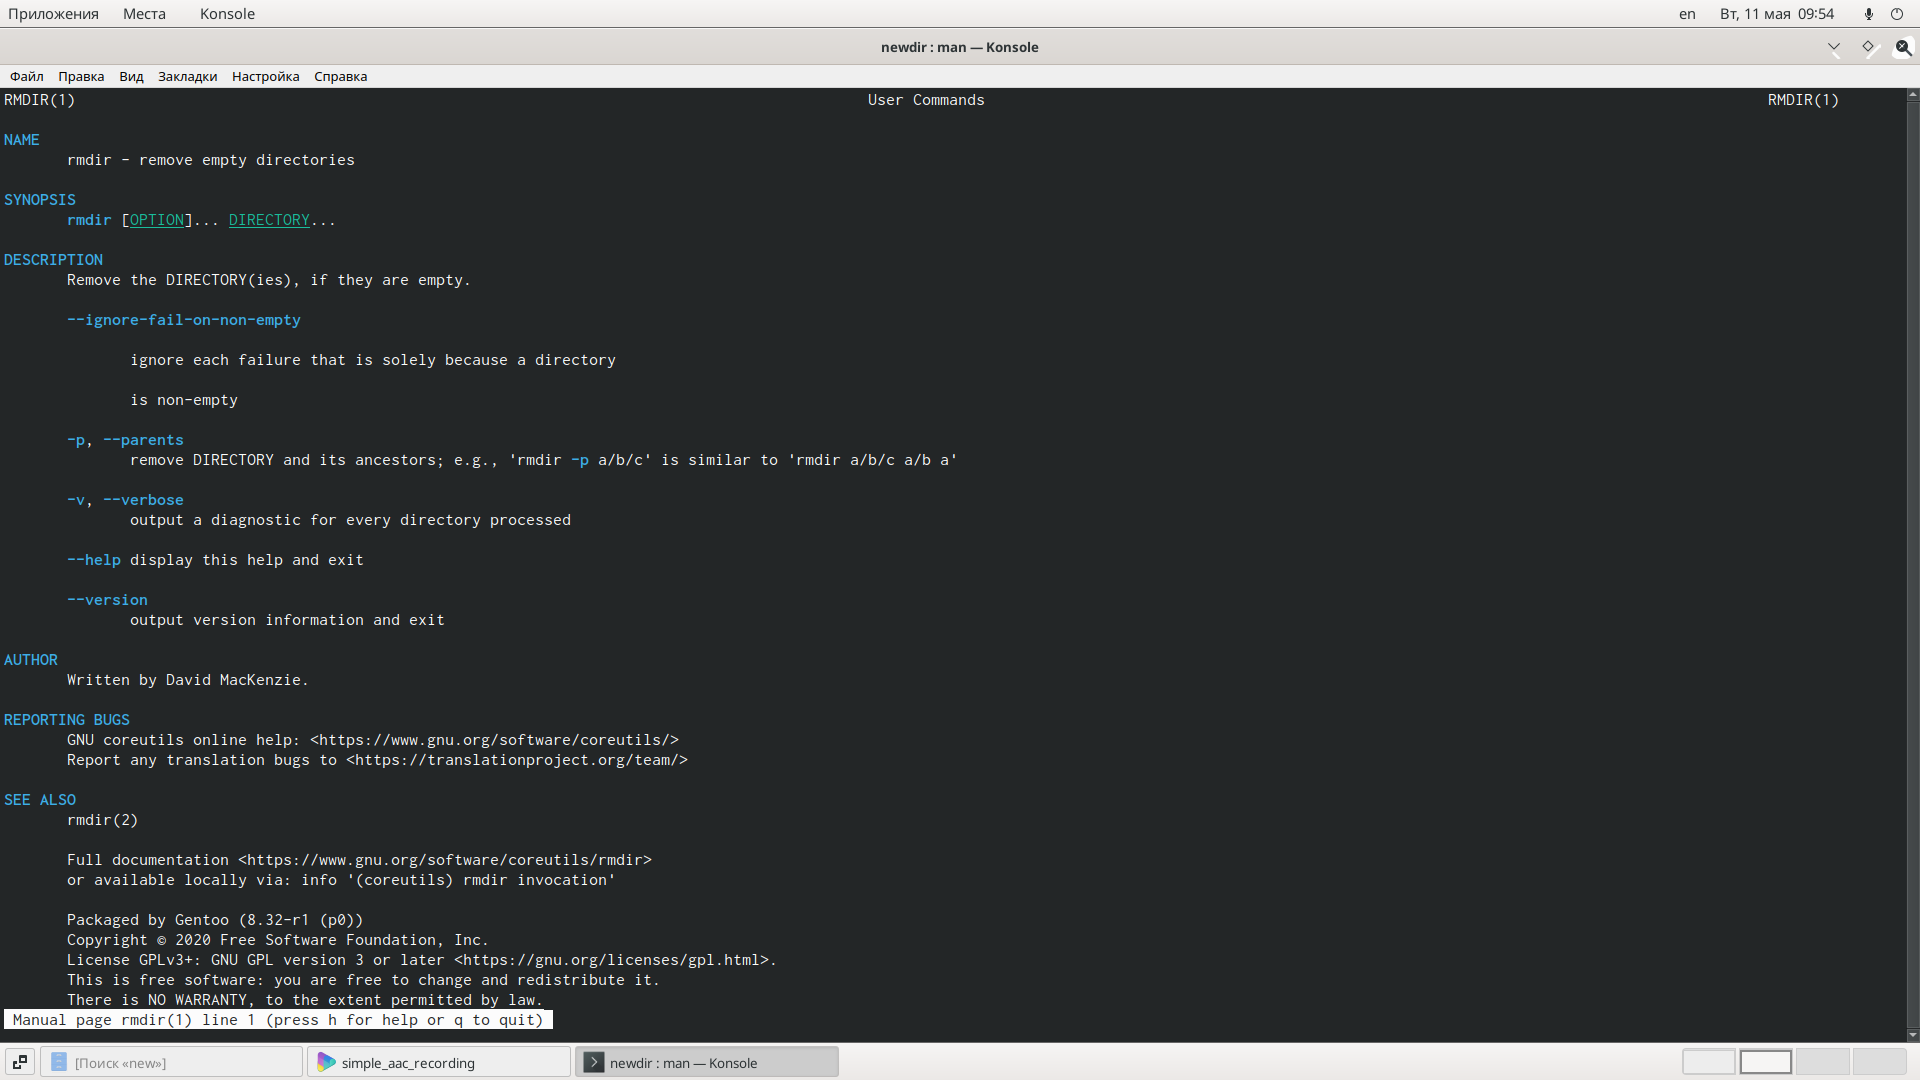 Приложения Места Konsole en Вт, 11 мая 09:54
newdir : man — Konsole
Файл Правка Вид Закладки Настройка Справка
RMDIR(1) User Commands RMDIR(1)
NAME
rmdir - remove empty directories
SYNOPSIS
rmdir [OPTION]... DIRECTORY...
DESCRIPTION
Remove the DIRECTORY(ies), if they are empty.
--ignore-fail-on-non-empty
ignore each failure that is solely because a directory
is non-empty
-p, --parents
remove DIRECTORY and its ancestors; e.g., 'rmdir -p a/b/c' is similar to 'rmdir a/b/c a/b a'
-v, --verbose
output a diagnostic for every directory processed
--help display this help and exit
--version
output version information and exit
AUTHOR
Written by David MacKenzie.
REPORTING BUGS
GNU coreutils online help: <https://www.gnu.org/software/coreutils/>
Report any translation bugs to <https://translationproject.org/team/>
SEE ALSO
rmdir(2)
Full documentation <https://www.gnu.org/software/coreutils/rmdir>
or available locally via: info '(coreutils) rmdir invocation'
Packaged by Gentoo (8.32-r1 (p0))
Copyright © 2020 Free Software Foundation, Inc.
License GPLv3+: GNU GPL version 3 or later <https://gnu.org/licenses/gpl.html>.
This is free software: you are free to change and redistribute it.
There is NO WARRANTY, to the extent permitted by law.
Manual page rmdir(1) line 1 (press h for help or q to quit)
[Поиск «new»] simple_aac_recording newdir : man — Konsole